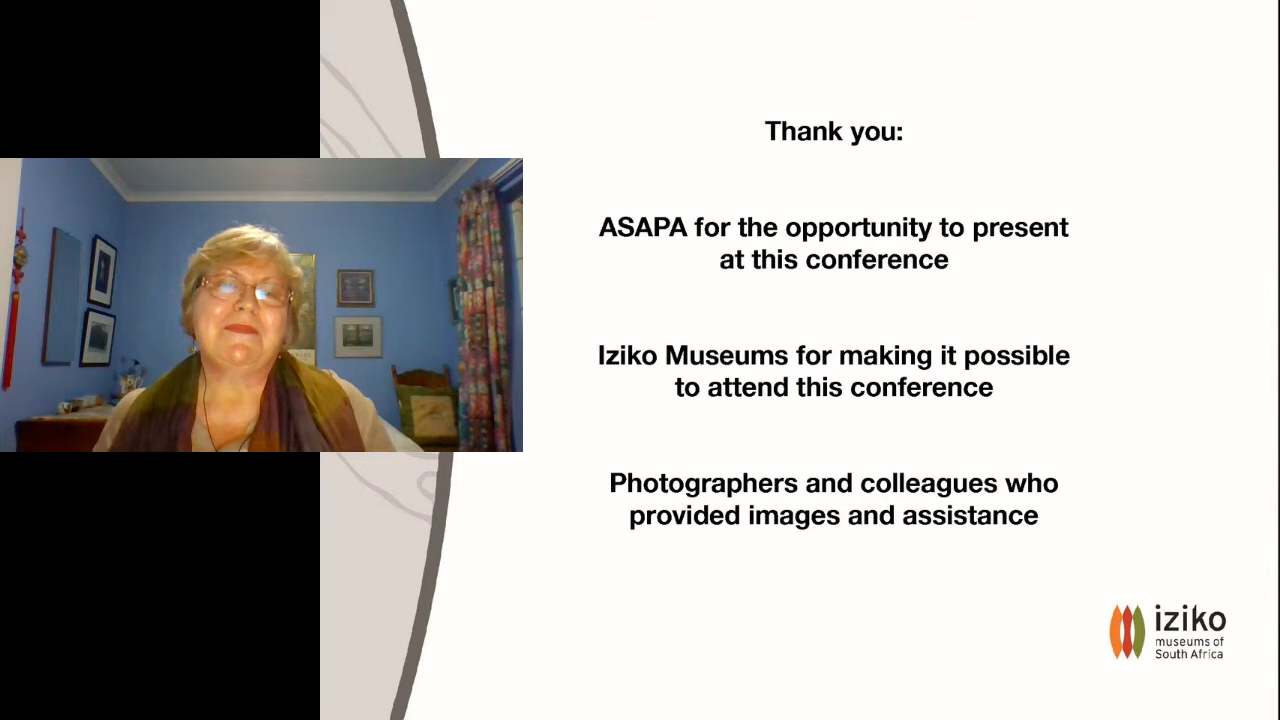 Thank you:
ASAPA for the opportunity to present
at this conference
Iziko Museums for making it possible
to attend this conference
Photographers and colleagues who
provided images and assistance
iziko
museums of
South Africa